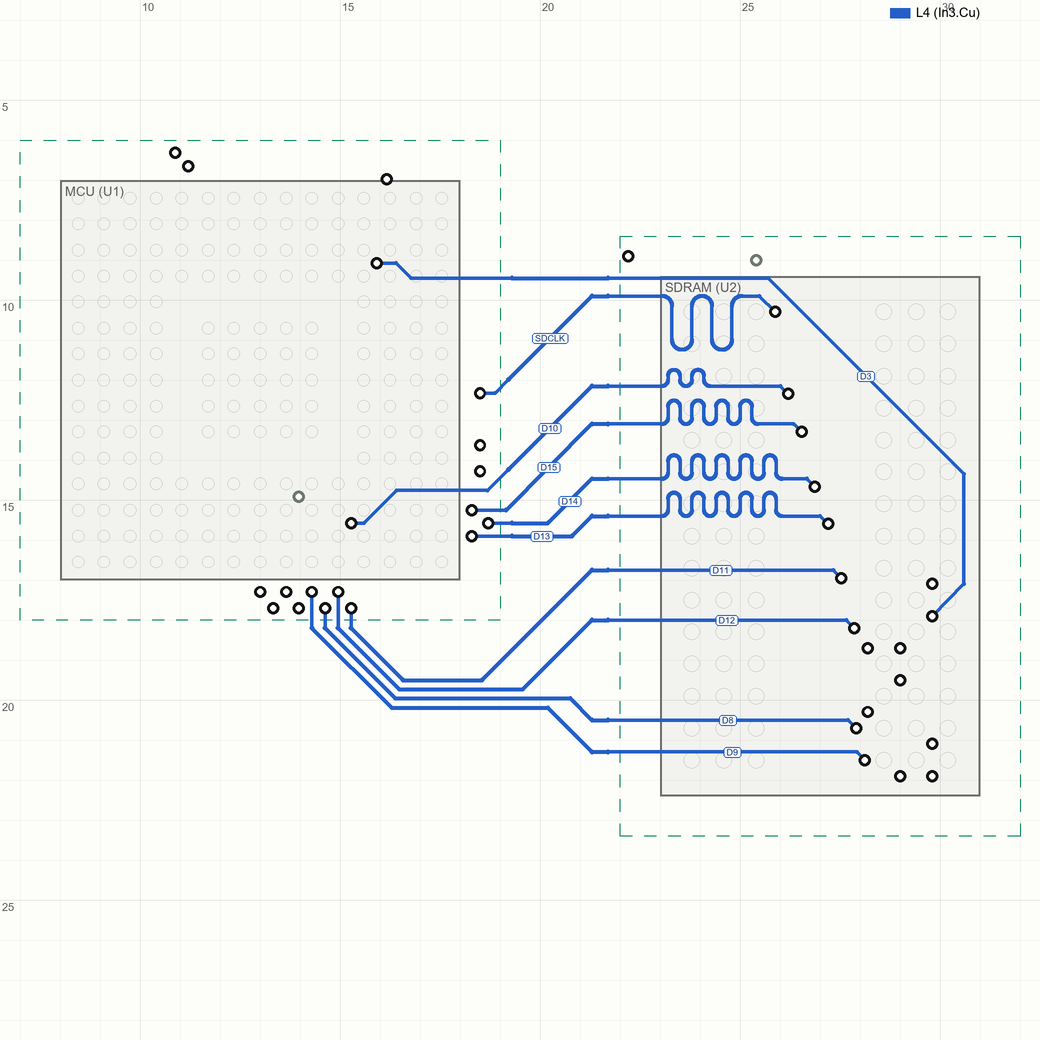 10 15 20 25 30
L4 (In3.Cu)
5
MCU (U1)
SDRAM (U2)
10
SDCLK
D3
D10
D15
D14
15
D13
D11
D12
20
D8
D9
25